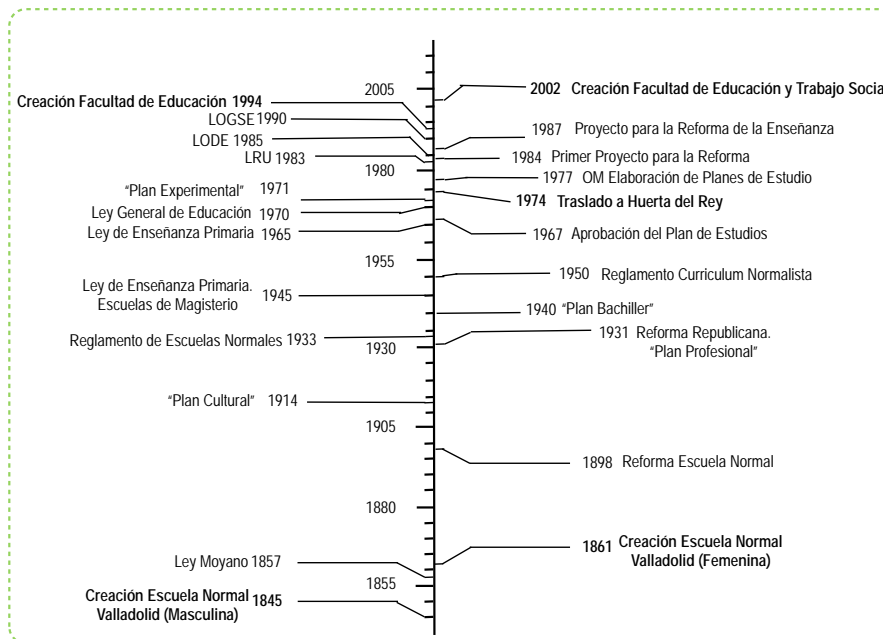 2005
2002 Creación Facultad de Educación y Trabajo Socia
Creación Facultad de Educación 1994
LOGSE 1990
1987 Proyecto para la Reforma de la Enseñanza
LODE 1985
LRU 1983
1984 Primer Proyecto para la Reforma
1980
1977 OM Elaboración de Planes de Estudio
"Plan Experimental" 1971
1974 Traslado a Huerta del Rey
Ley General de Educación 1970
Ley de Enseñanza Primaria 1965
1967 Aprobación del Plan de Estudios
1955
1950 Reglamento Curriculum Normalista
Ley de Enseñanza Primaria.
Escuelas de Magisterio 1945
1940 "Plan Bachiller"
1931 Reforma Republicana.
"Plan Profesional"
Reglamento de Escuelas Normales 1933
1930
"Plan Cultural" 1914
1905
1898 Reforma Escuela Normal
1880
1861 Creación Escuela Normal
Valladolid (Femenina)
Ley Moyano 1857
1855
Creación Escuela Normal 1845
Valladolid (Masculina)